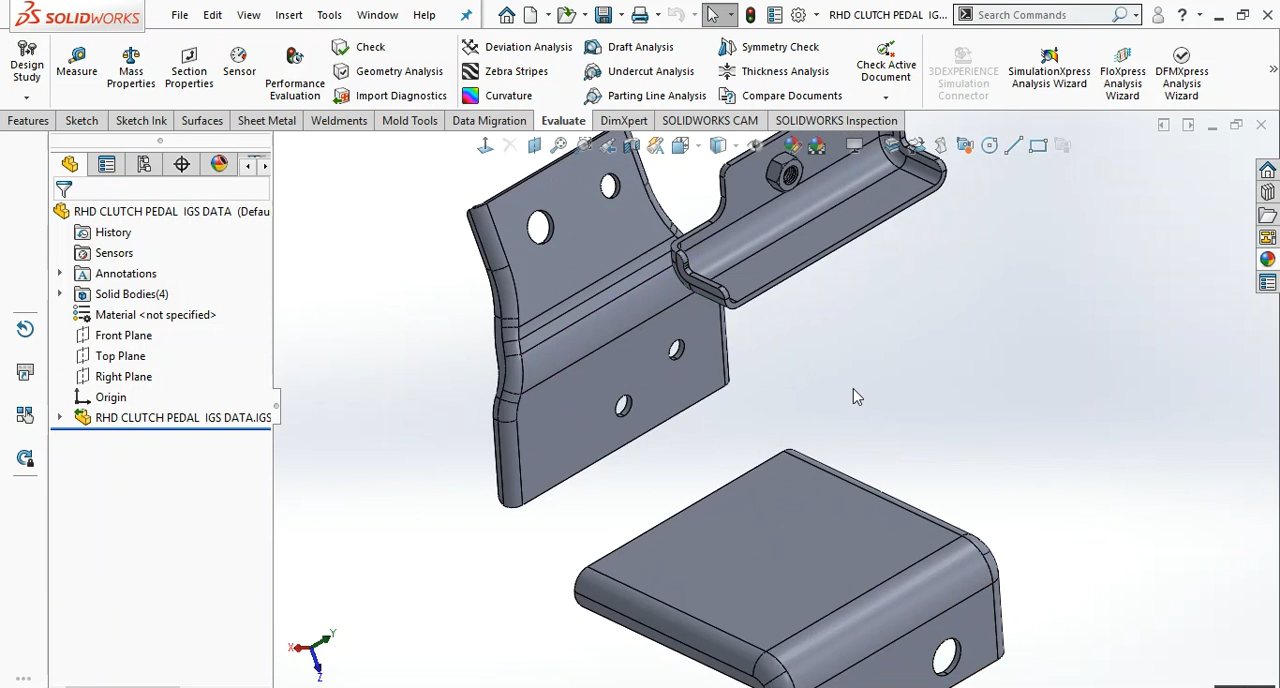 SOLIDWORKS File Edit View Insert Tools Window Help RHD CLUTCH PEDAL IG... Search Commands ?
Design Study
Measure
Mass Properties
Section Properties
Sensor
Performance Evaluation
Check
Geometry Analysis
Import Diagnostics
Deviation Analysis
Zebra Stripes
Curvature
Draft Analysis
Undercut Analysis
Parting Line Analysis
Symmetry Check
Thickness Analysis
Compare Documents
Check Active Document
3DEXPERIENCE Simulation Connector
SimulationXpress Analysis Wizard
FloXpress Analysis Wizard
DFMXpress Analysis Wizard
Features Sketch Sketch Ink Surfaces Sheet Metal Weldments Mold Tools Data Migration Evaluate DimXpert SOLIDWORKS CAM SOLIDWORKS Inspection
RHD CLUTCH PEDAL IGS DATA (Defau
History
Sensors
Annotations
Solid Bodies(4)
Material <not specified>
Front Plane
Top Plane
Right Plane
Origin
RHD CLUTCH PEDAL IGS DATA.IGS
Y
X
Z